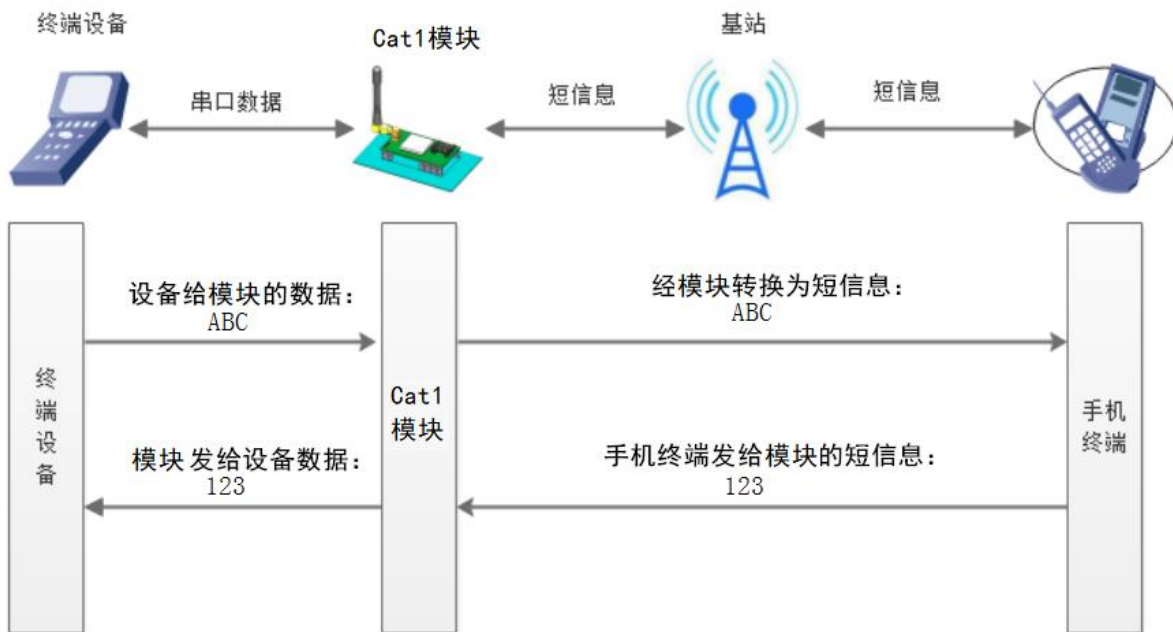 终端设备
Cat1模块
基站
串口数据
短信息
短信息
设备给模块的数据：
ABC
经模块转换为短信息：
ABC
终端设备
Cat1
模块
手机
终端
模块 发给设备数据：
123
手机终端发给模块的短信息：
123